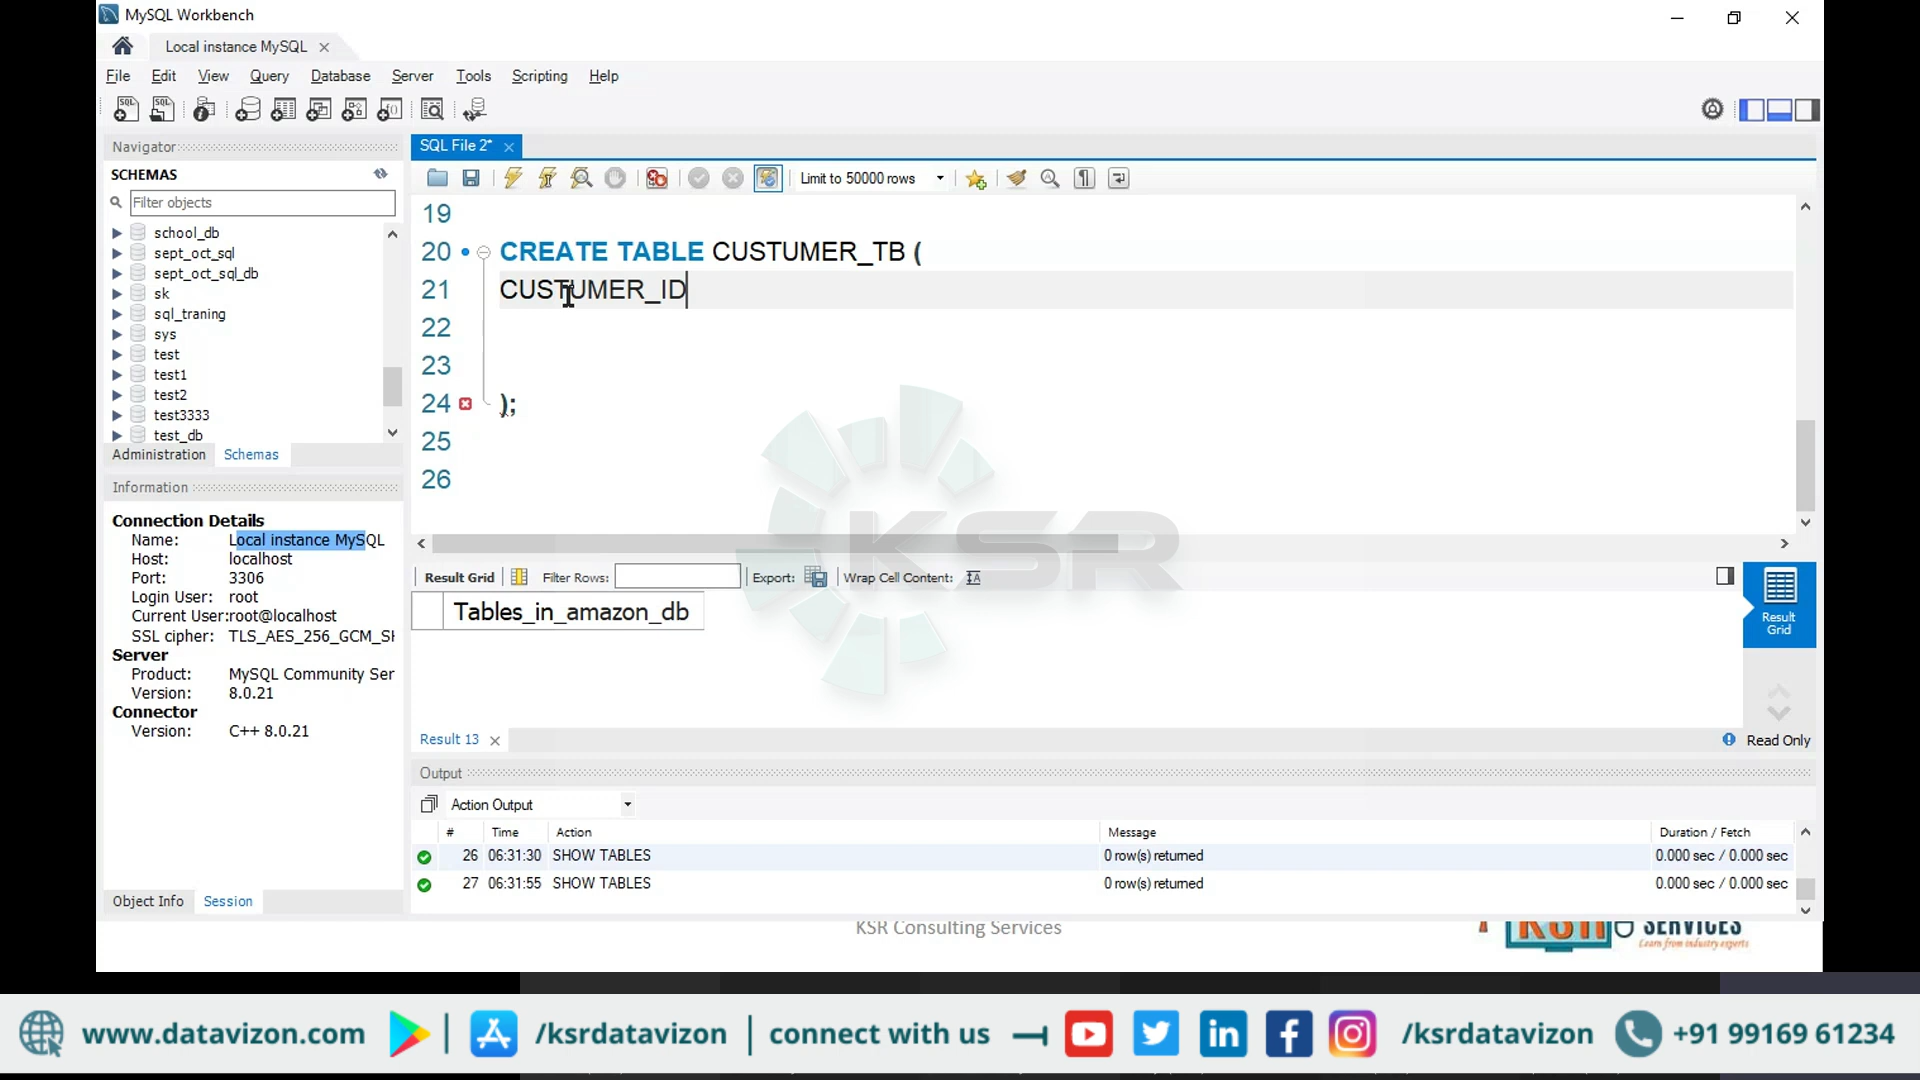 MySQL Workbench
Local instance MySQL
File Edit View Query Database Server Tools Scripting Help
Navigator
SCHEMAS
Filter objects
school_db
sept_oct_sql
sept_oct_sql_db
sk
sql_traning
sys
test
test1
test2
test3333
test_db
Administration Schemas
Information
Connection Details
Name: Local instance MySQL
Host: localhost
Port: 3306
Login User: root
Current User:root@localhost
SSL cipher: TLS_AES_256_GCM_SH
Server
Product: MySQL Community Ser
Version: 8.0.21
Connector
Version: C++ 8.0.21
Object Info Session
SQL File 2*
Limit to 50000 rows
19
20 CREATE TABLE CUSTUMER_TB (
21 CUSTUMER_ID
22
23
24 );
25
26
KSR
Result Grid Filter Rows: Export: Wrap Cell Content:
Tables_in_amazon_db
Result Grid
Result 13
Read Only
Output
Action Output
# Time Action Message Duration / Fetch
26 06:31:30 SHOW TABLES 0 row(s) returned 0.000 sec / 0.000 sec
27 06:31:55 SHOW TABLES 0 row(s) returned 0.000 sec / 0.000 sec
KSR Consulting Services
SERVICES
Learn from industry experts
www.datavizon.com | /ksrdatavizon | connect with us /ksrdatavizon +91 99169 61234